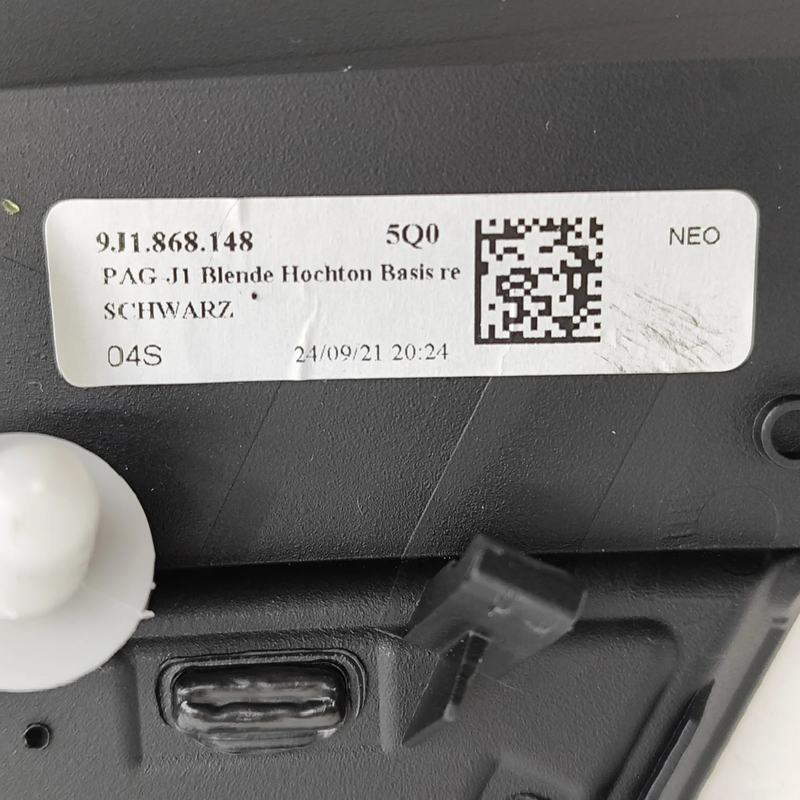 9J1.868.148 5Q0 NEO
PAG J1 Blende Hochton Basis re
SCHWARZ
04S 24/09/21 20:24